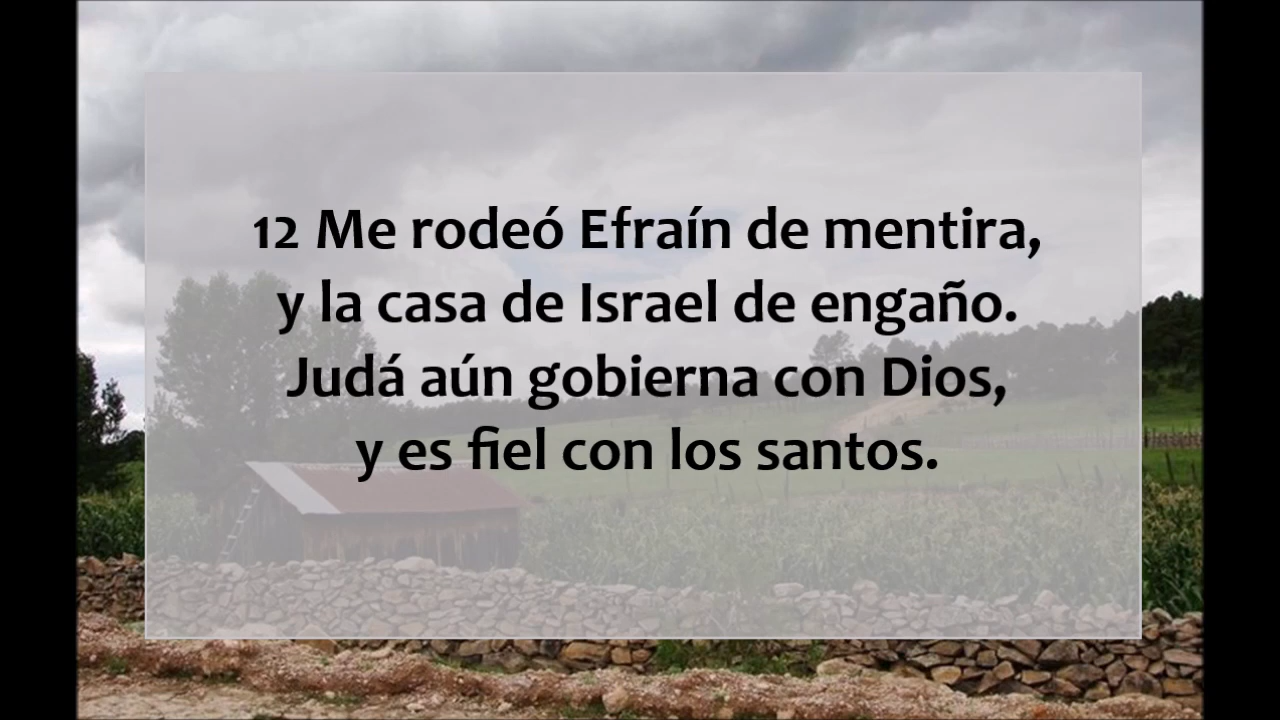 12 Me rodeó Efraín de mentira,
y la casa de Israel de engaño.
Judá aún gobierna con Dios,
y es fiel con los santos.